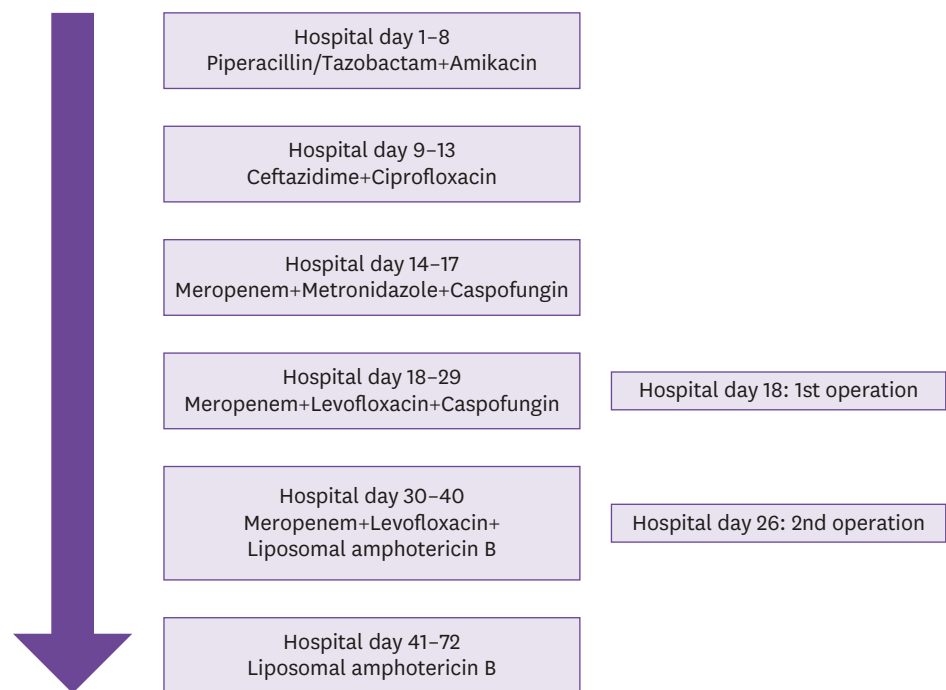 Hospital day 1–8
Piperacillin/Tazobactam+Amikacin
Hospital day 9–13
Ceftazidime+Ciprofloxacin
Hospital day 14–17
Meropenem+Metronidazole+Caspofungin
Hospital day 18–29
Meropenem+Levofloxacin+Caspofungin
Hospital day 18: 1st operation
Hospital day 30–40
Meropenem+Levofloxacin+
Liposomal amphotericin B
Hospital day 26: 2nd operation
Hospital day 41–72
Liposomal amphotericin B